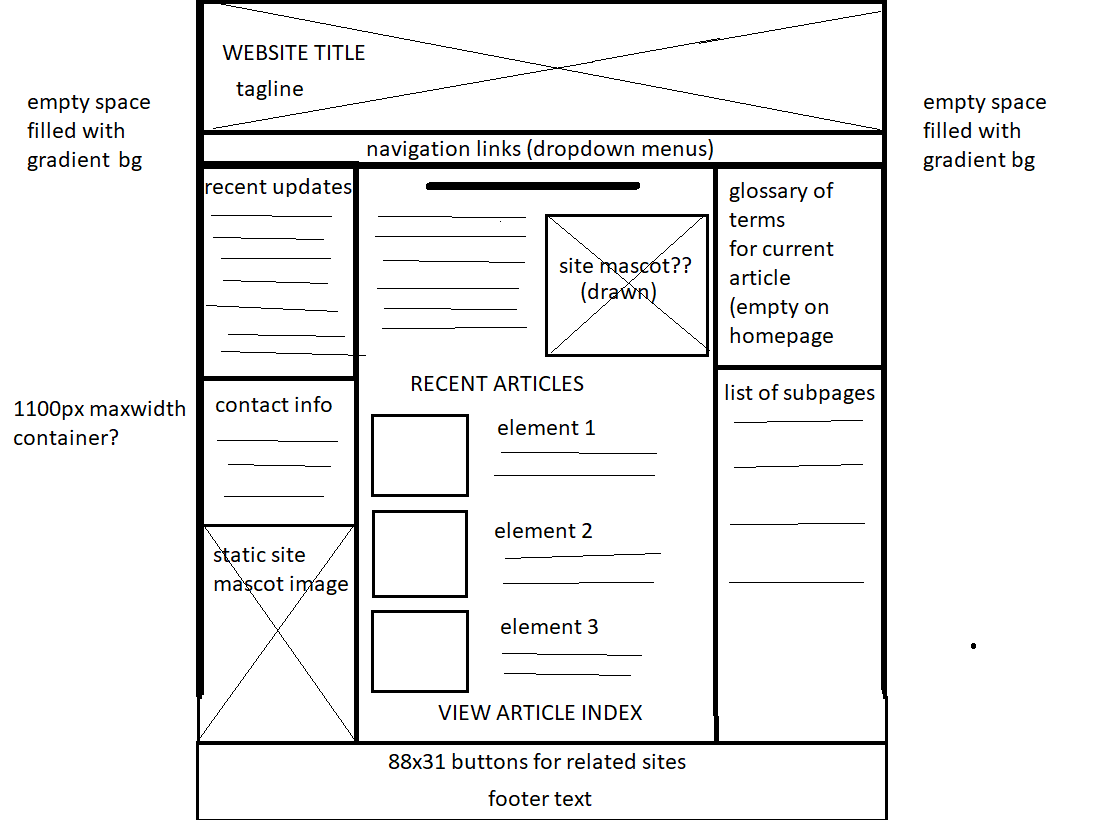 WEBSITE TITLE
tagline
empty space
filled with
gradient bg
empty space
filled with
gradient bg
navigation links (dropdown menus)
recent updates
site mascot??
(drawn)
glossary of
terms
for current
article
(empty on
homepage
1100px maxwidth
container?
contact info
static site
mascot image
RECENT ARTICLES
element 1
element 2
element 3
VIEW ARTICLE INDEX
list of subpages
88x31 buttons for related sites
footer text